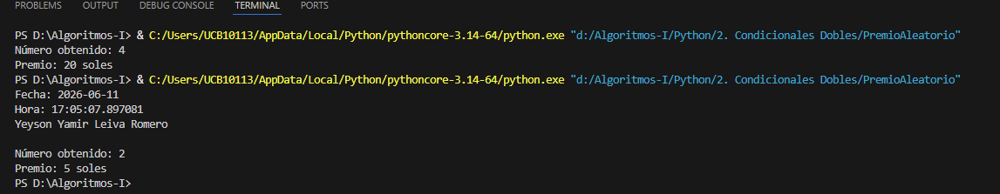 PROBLEMS OUTPUT DEBUG CONSOLE TERMINAL PORTS
PS D:\Algoritmos-I> & C:/Users/UCB10113/AppData/Local/Python/pythoncore-3.14-64/python.exe "d:/Algoritmos-I/Python/2. Condicionales Dobles/PremioAleatorio"
Número obtenido: 4
Premio: 20 soles
PS D:\Algoritmos-I> & C:/Users/UCB10113/AppData/Local/Python/pythoncore-3.14-64/python.exe "d:/Algoritmos-I/Python/2. Condicionales Dobles/PremioAleatorio"
Fecha: 2026-06-11
Hora: 17:05:07.897081
Yeyson Yamir Leiva Romero
Número obtenido: 2
Premio: 5 soles
PS D:\Algoritmos-I>